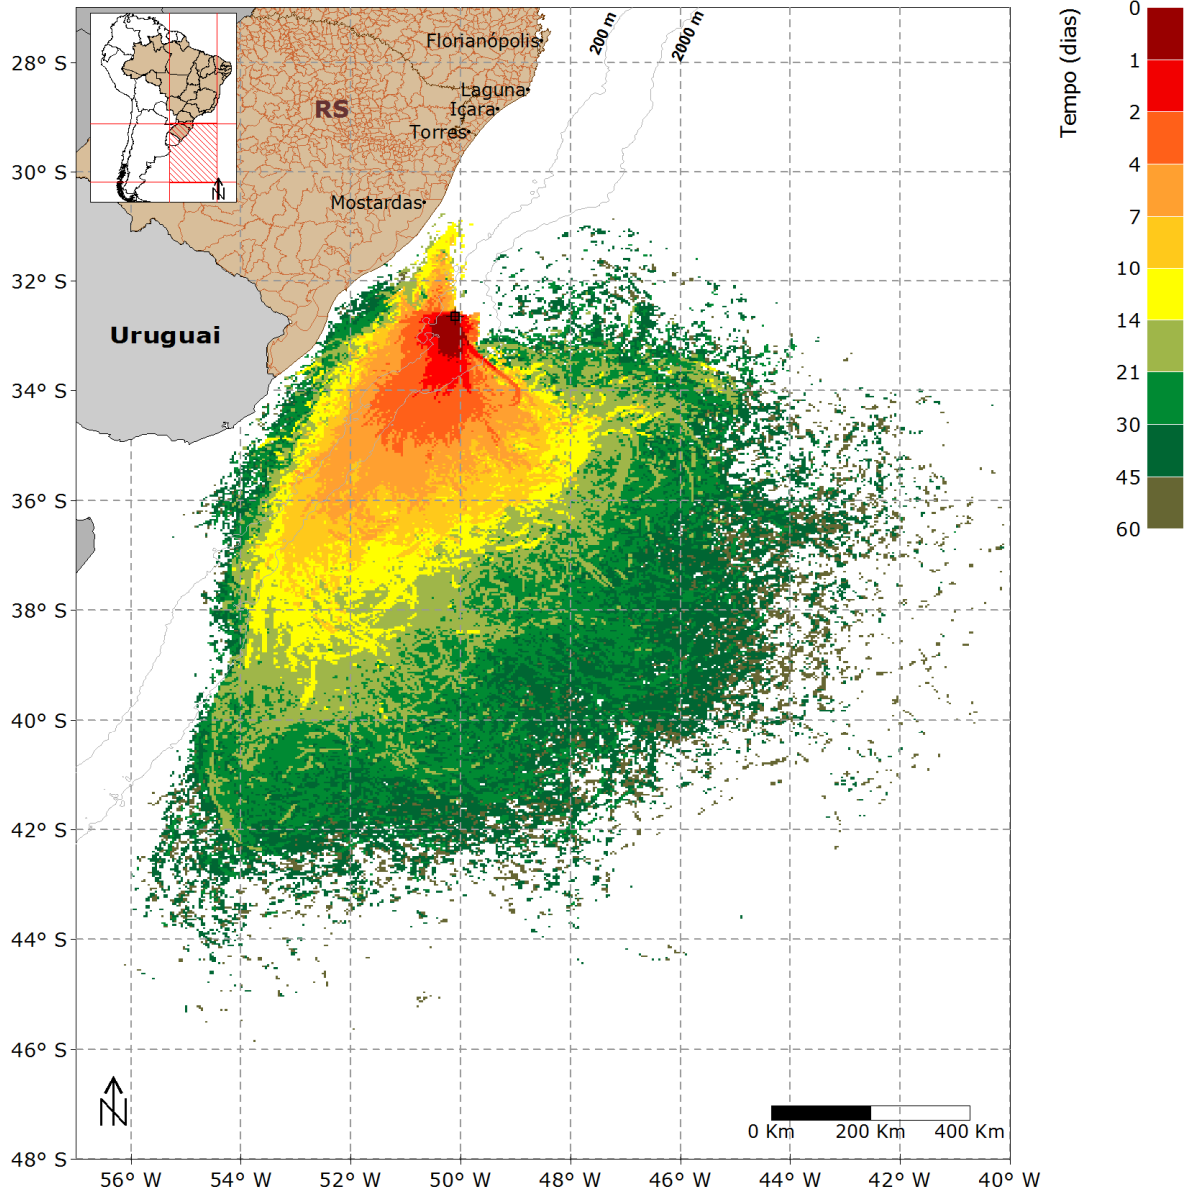 Florianópolis
200 m
2000 m
Laguna
Içara
RS
Torres
Mostardas
Uruguai
N
N
0 Km 200 Km 400 Km
28° S
30° S
32° S
34° S
36° S
38° S
40° S
42° S
44° S
46° S
48° S
56° W 54° W 52° W 50° W 48° W 46° W 44° W 42° W 40° W
Tempo (dias)
0
1
2
4
7
10
14
21
30
45
60